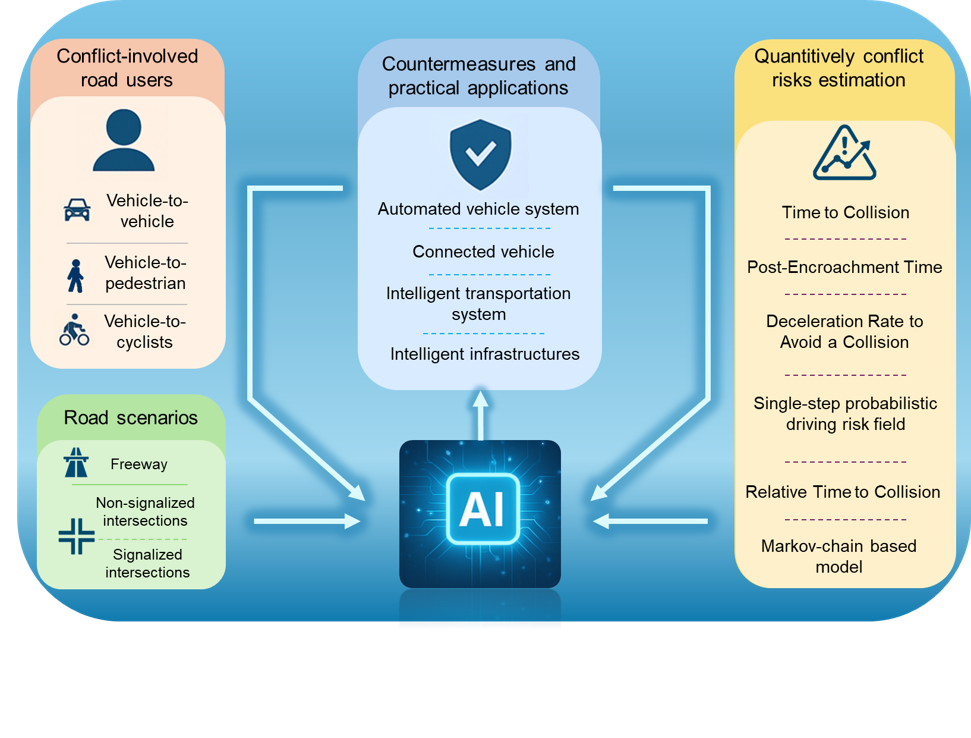 Conflict-involved
road users
Vehicle-to-
vehicle
Vehicle-to-
pedestrian
Vehicle-to-
cyclists
Road scenarios
Freeway
Non-signalized
intersections
Signalized
intersections
Countermeasures and
practical applications
Automated vehicle system
Connected vehicle
Intelligent transportation
system
Intelligent infrastructures
AI
Quantitively conflict
risks estimation
Time to Collision
Post-Encroachment Time
Deceleration Rate to
Avoid a Collision
Single-step probabilistic
driving risk field
Relative Time to Collision
Markov-chain based
model